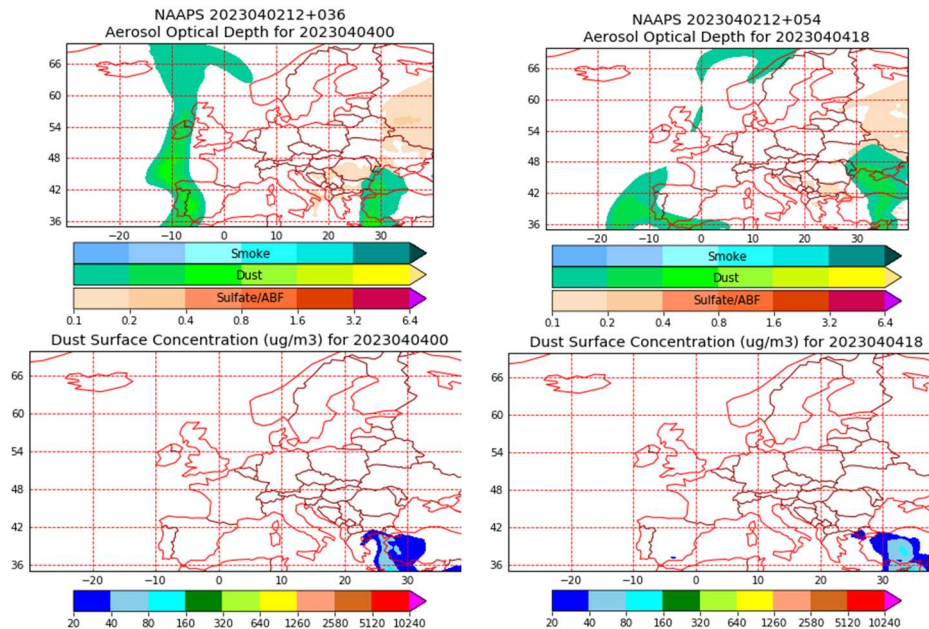 NAAPS 2023040212+036
Aerosol Optical Depth for 2023040400
66
60
54
48
42
36
−20 −10 0 10 20 30
Smoke
Dust
Sulfate/ABF
0.1 0.2 0.4 0.8 1.6 3.2 6.4
NAAPS 2023040212+054
Aerosol Optical Depth for 2023040418
66
60
54
48
42
36
−20 −10 0 10 20 30
Smoke
Dust
Sulfate/ABF
0.1 0.2 0.4 0.8 1.6 3.2 6.4
Dust Surface Concentration (ug/m3) for 2023040400
66
60
54
48
42
36
−20 −10 0 10 20 30
20 40 80 160 320 640 1260 2560 5120 10240
Dust Surface Concentration (ug/m3) for 2023040418
66
60
54
48
42
36
−20 −10 0 10 20 30
20 40 80 160 320 640 1260 2560 5120 10240